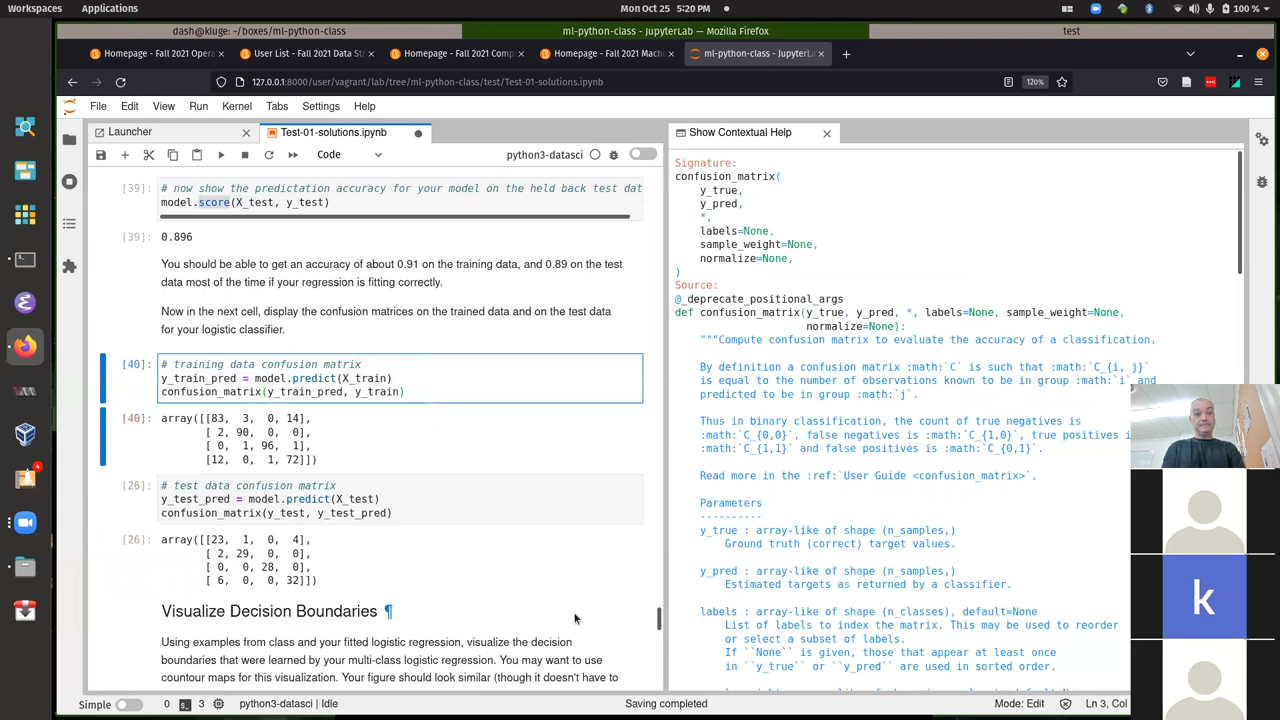 Workspaces Applications Mon Oct 25 5:20 PM 100 %
dash@kluge: ~/boxes/ml-python-class ml-python-class — JupyterLab — Mozilla Firefox test
Homepage - Fall 2021 Opera User List - Fall 2021 Data St Homepage - Fall 2021 Comp Homepage - Fall 2021 Machi ml-python-class - JupyterLab
127.0.0.1:8000/user/vagrant/lab/tree/ml-python-class/test/Test-01-solutions.ipynb 120%
File Edit View Run Kernel Tabs Settings Help
Launcher Test-01-solutions.ipynb
Code python3-datasci
[39]: # now show the predictation accuracy for your model on the held back test dat
model.score(X_test, y_test)
[39]: 0.896
You should be able to get an accuracy of about 0.91 on the training data, and 0.89 on the test
data most of the time if your regression is fitting correctly.
Now in the next cell, display the confusion matrices on the trained data and on the test data
for your logistic classifier.
[40]: # training data confusion matrix
y_train_pred = model.predict(X_train)
confusion_matrix(y_train_pred, y_train)
[40]: array([[83, 3, 0, 14],
[ 2, 90, 0, 0],
[ 0, 1, 96, 1],
[12, 0, 1, 72]])
[26]: # test data confusion matrix
y_test_pred = model.predict(X_test)
confusion_matrix(y_test, y_test_pred)
[26]: array([[23, 1, 0, 4],
[ 2, 29, 0, 0],
[ 0, 0, 28, 0],
[ 6, 0, 0, 32]])
Visualize Decision Boundaries ¶
Using examples from class and your fitted logistic regression, visualize the decision
boundaries that were learned by your multi-class logistic regression. You may want to use
countour maps for this visualization. Your figure should look similar (though it doesn't have to
Show Contextual Help
Signature:
confusion_matrix(
y_true,
y_pred,
*,
labels=None,
sample_weight=None,
normalize=None,
)
Source:
@_deprecate_positional_args
def confusion_matrix(y_true, y_pred, *, labels=None, sample_weight=None,
normalize=None):
"""Compute confusion matrix to evaluate the accuracy of a classification.
By definition a confusion matrix :math:`C` is such that :math:`C_{i, j}`
is equal to the number of observations known to be in group :math:`i` and
predicted to be in group :math:`j`.
Thus in binary classification, the count of true negatives is
:math:`C_{0,0}`, false negatives is :math:`C_{1,0}`, true positives i
:math:`C_{1,1}` and false positives is :math:`C_{0,1}`.
Read more in the :ref:`User Guide <confusion_matrix>`.
Parameters
----------
y_true : array-like of shape (n_samples,)
Ground truth (correct) target values.
y_pred : array-like of shape (n_samples,)
Estimated targets as returned by a classifier.
labels : array-like of shape (n_classes), default=None
List of labels to index the matrix. This may be used to reorder
or select a subset of labels.
If ``None`` is given, those that appear at least once
in ``y_true`` or ``y_pred`` are used in sorted order.
k
Simple 0 3 python3-datasci | Idle Saving completed Mode: Edit Ln 3, Col